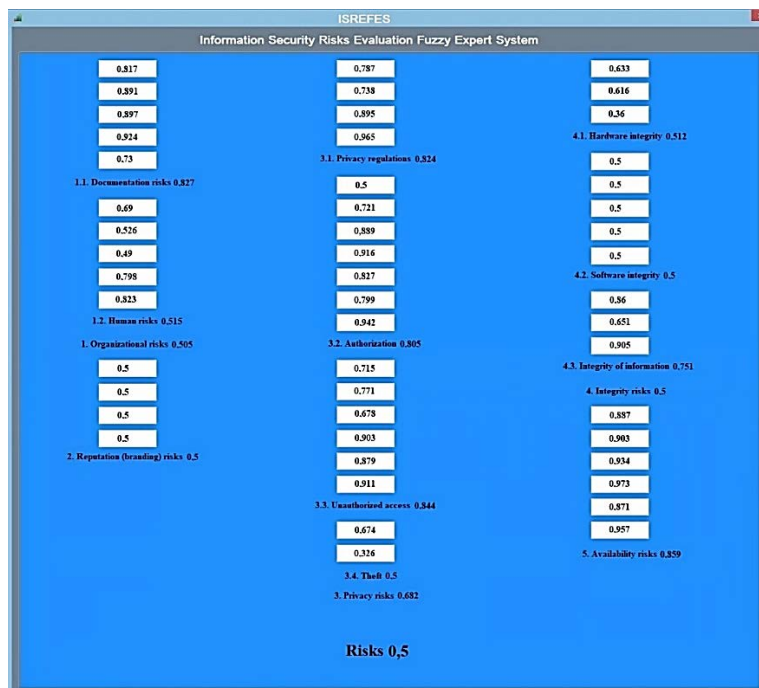 ISREFES
Information Security Risks Evaluation Fuzzy Expert System
0.817
0.891
0.897
0.924
0.73
1.1. Documentation risks 0,827
0.69
0.526
0.49
0.798
0.823
1.2. Human risks 0,515
1. Organizational risks 0,505
0.5
0.5
0.5
0.5
2. Reputation (branding) risks 0,5
0.787
0.738
0.895
0.965
3.1. Privacy regulations 0,824
0.5
0.721
0,889
0.916
0.827
0.799
0.942
3.2. Authorization 0,805
0.715
0.771
0.678
0.903
0.879
0.911
3.3. Unauthorized access 0,844
0.674
0.326
3.4. Theft 0,5
3. Privacy risks 0,682
0.633
0.616
0.36
4.1. Hardware integrity 0,512
0.5
0.5
0.5
0.5
0.5
4.2. Software integrity 0,5
0.86
0.651
0.905
4.3. Integrity of information 0,751
4. Integrity risks 0,5
0.887
0.903
0.934
0.973
0.871
0.957
5. Availability risks 0,859
Risks 0,5